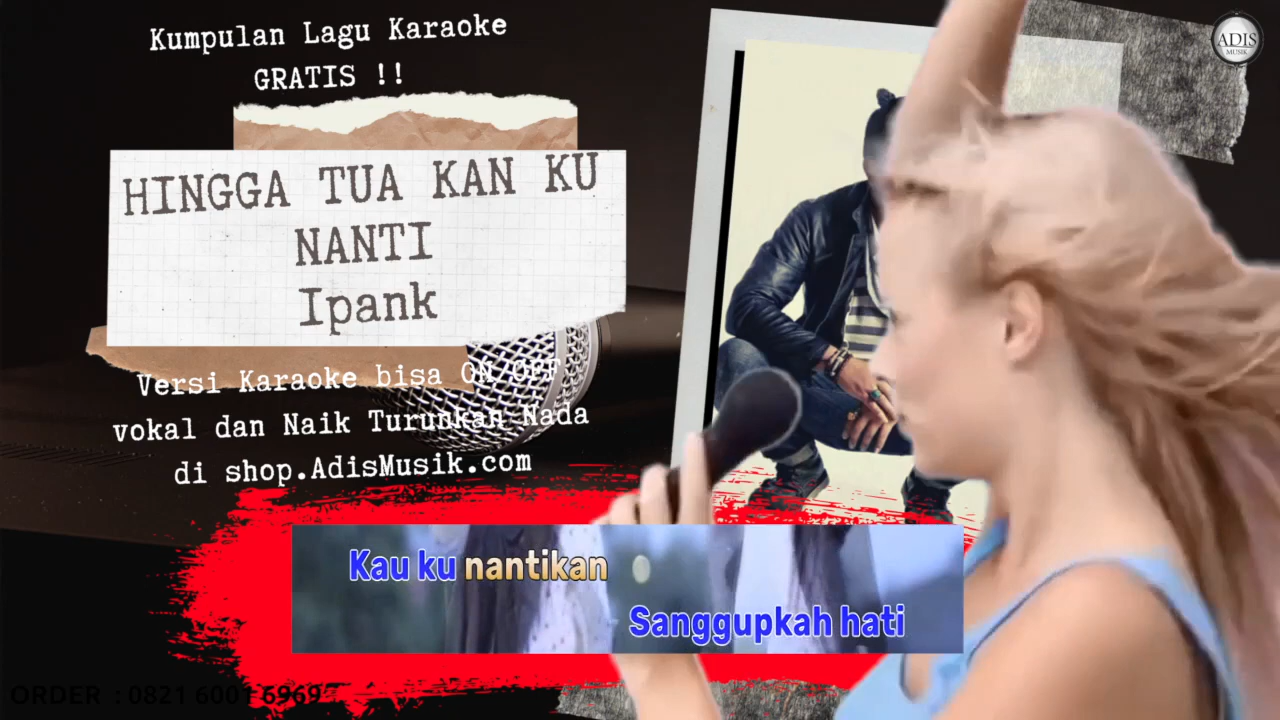 Kumpulan Lagu Karaoke
GRATIS !!
ADIS
MUSIK
HINGGA TUA KAN KU
NANTI
Ipank
Versi Karaoke bisa ON OFF
vokal dan Naik Turunkan Nada
di shop.AdisMusik.com
Kau ku nantikan
Sanggupkah hati
ORDER : 0821 6001 6969